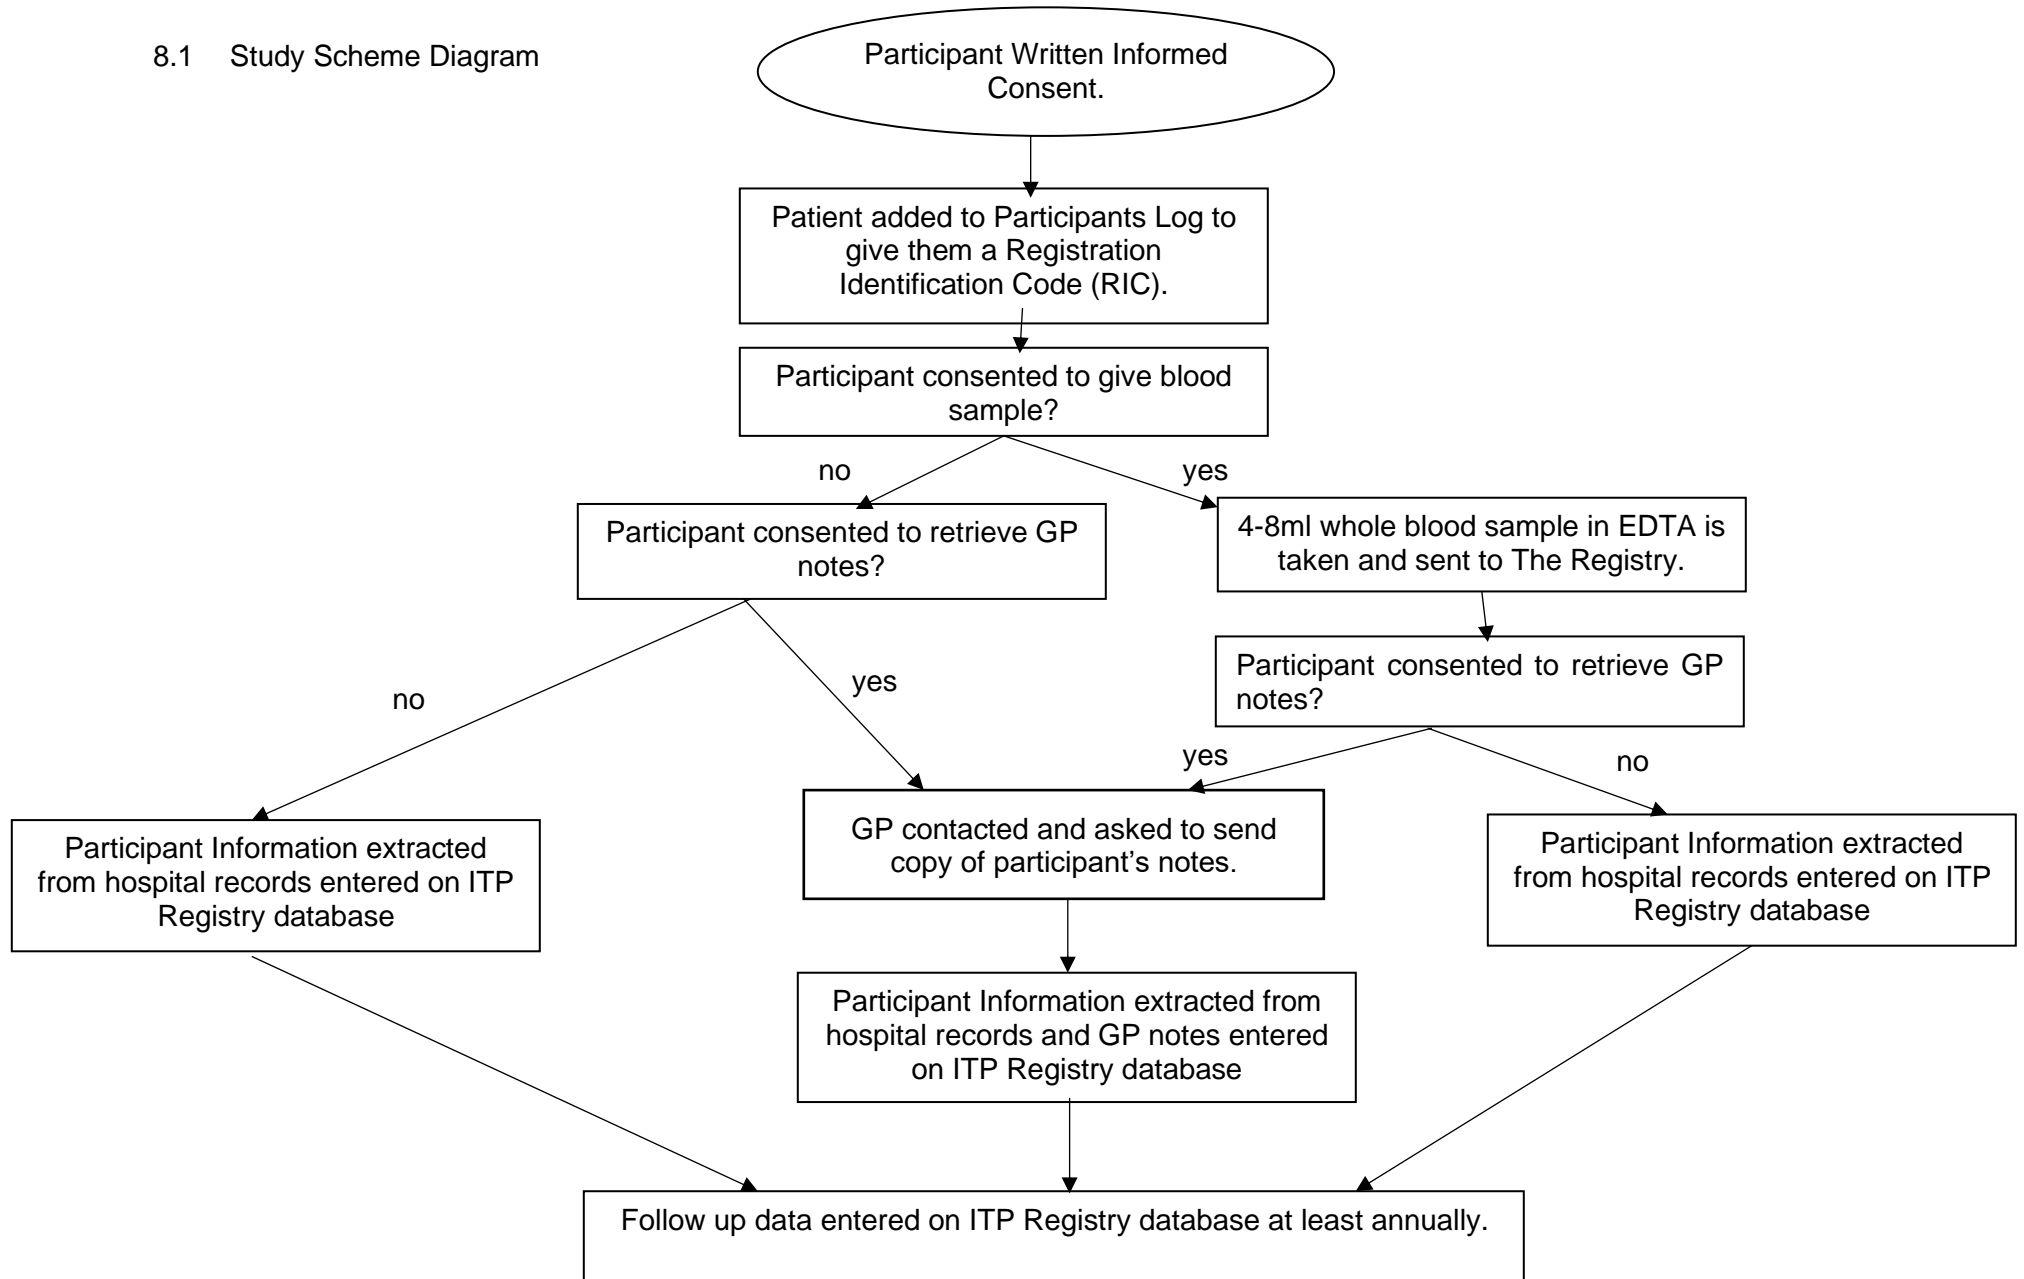 8.1 Study Scheme Diagram
Participant Written Informed
Consent.
Patient added to Participants Log to
give them a Registration
Identification Code (RIC).
Participant consented to give blood
sample?
no
yes
Participant consented to retrieve GP
notes?
4-8ml whole blood sample in EDTA is
taken and sent to The Registry.
Participant consented to retrieve GP
notes?
no
yes
yes
no
Participant Information extracted
from hospital records entered on ITP
Registry database
GP contacted and asked to send
copy of participant’s notes.
Participant Information extracted
from hospital records entered on ITP
Registry database
Participant Information extracted from
hospital records and GP notes entered
on ITP Registry database
Follow up data entered on ITP Registry database at least annually.